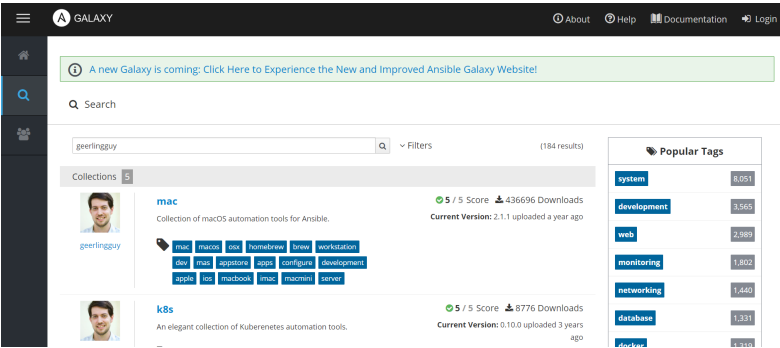 GALAXY
About Help Documentation Login
A new Galaxy is coming: Click Here to Experience the New and Improved Ansible Galaxy Website!
Search
geerlingguy
Filters
(184 results)
Collections 5
mac
5 / 5 Score 436696 Downloads
Collection of macOS automation tools for Ansible.
Current Version: 2.1.1 uploaded a year ago
geerlingguy
mac macos osx homebrew brew workstation
dev mas appstore apps configure development
apple ios macbook imac macmini server
k8s
5 / 5 Score 8776 Downloads
An elegant collection of Kuberenetes automation tools.
Current Version: 0.10.0 uploaded 3 years
ago
Popular Tags
system 8,051
development 3,565
web 2,989
monitoring 1,802
networking 1,440
database 1,331
docker 1,319